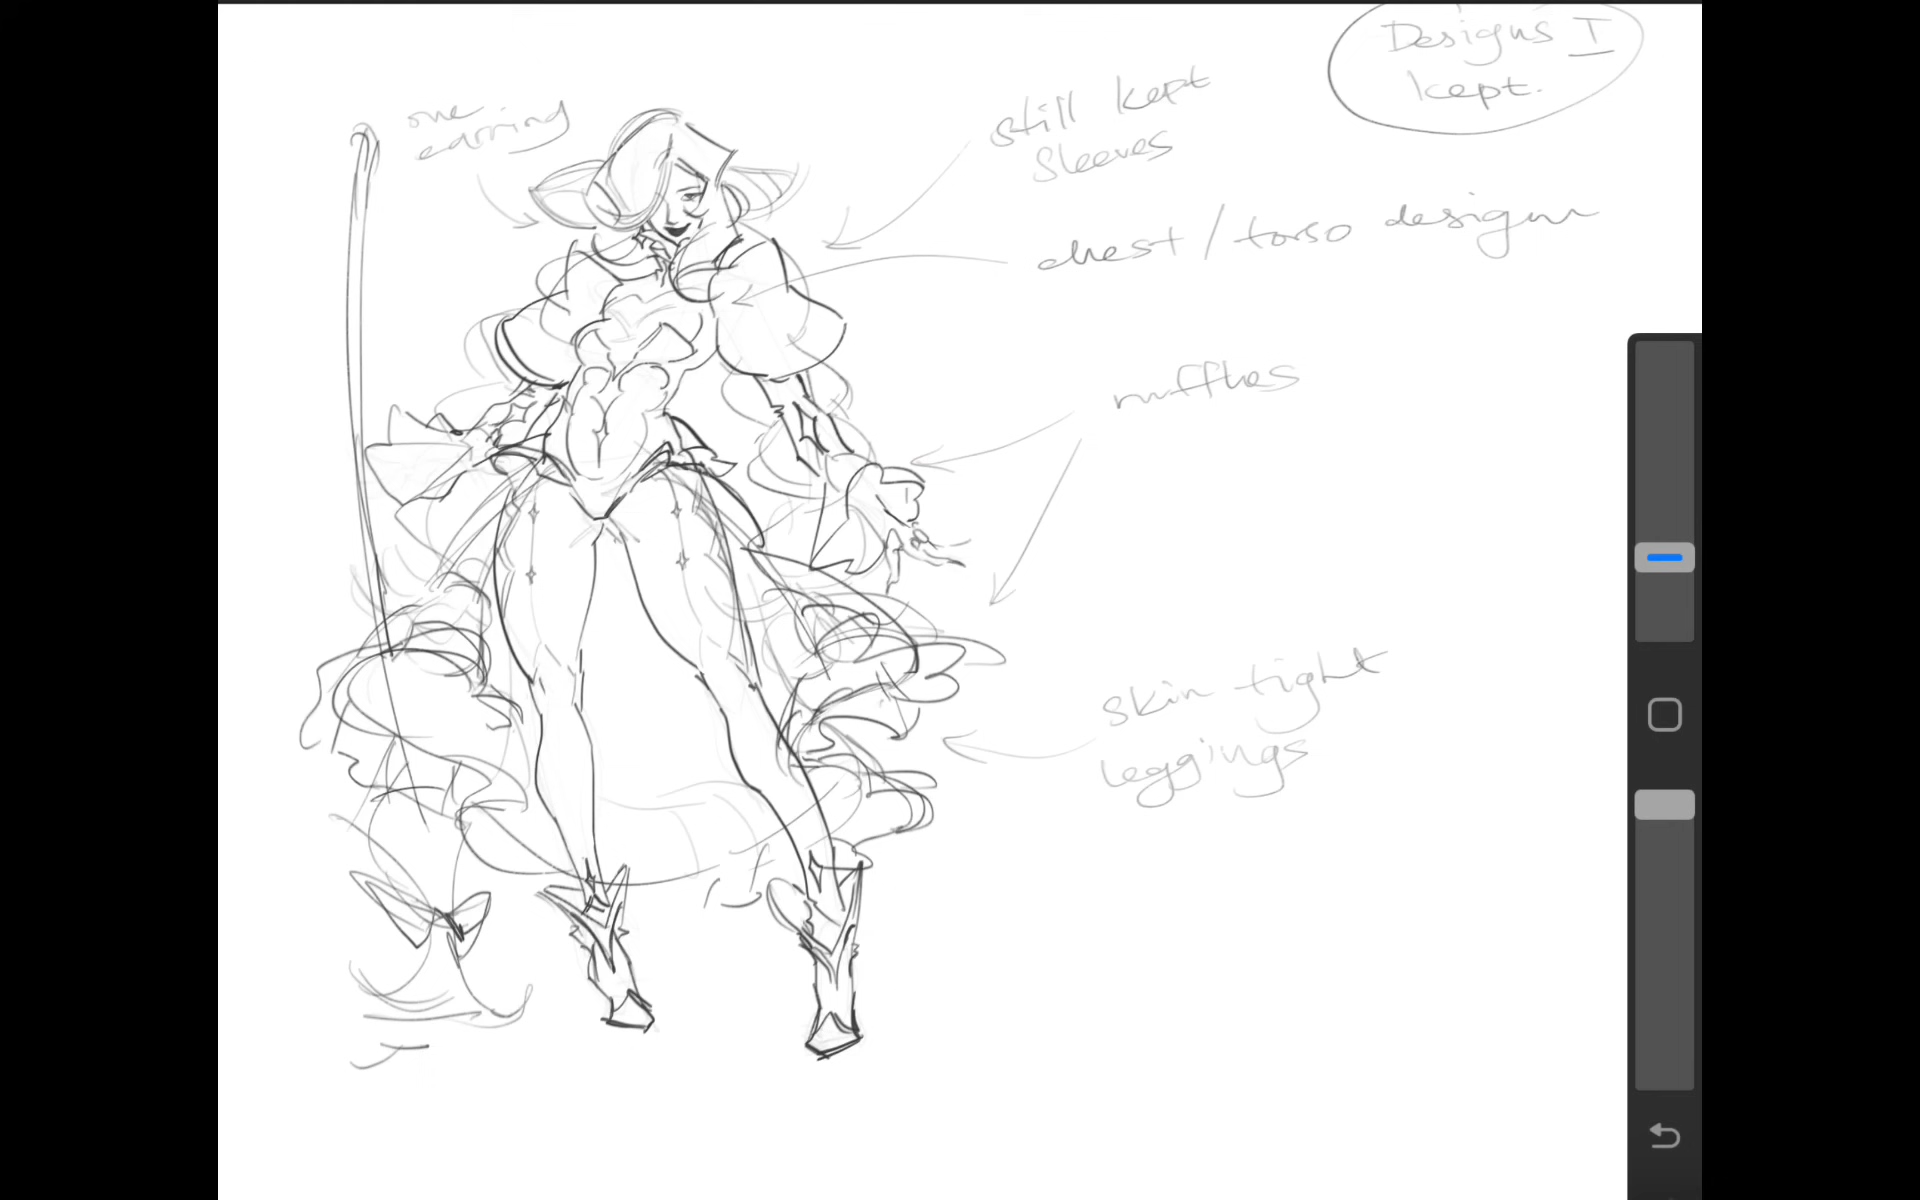 Designs I
kept.
one
earring
still kept
sleeves
chest/torso design
ruffles
skin tight
leggings